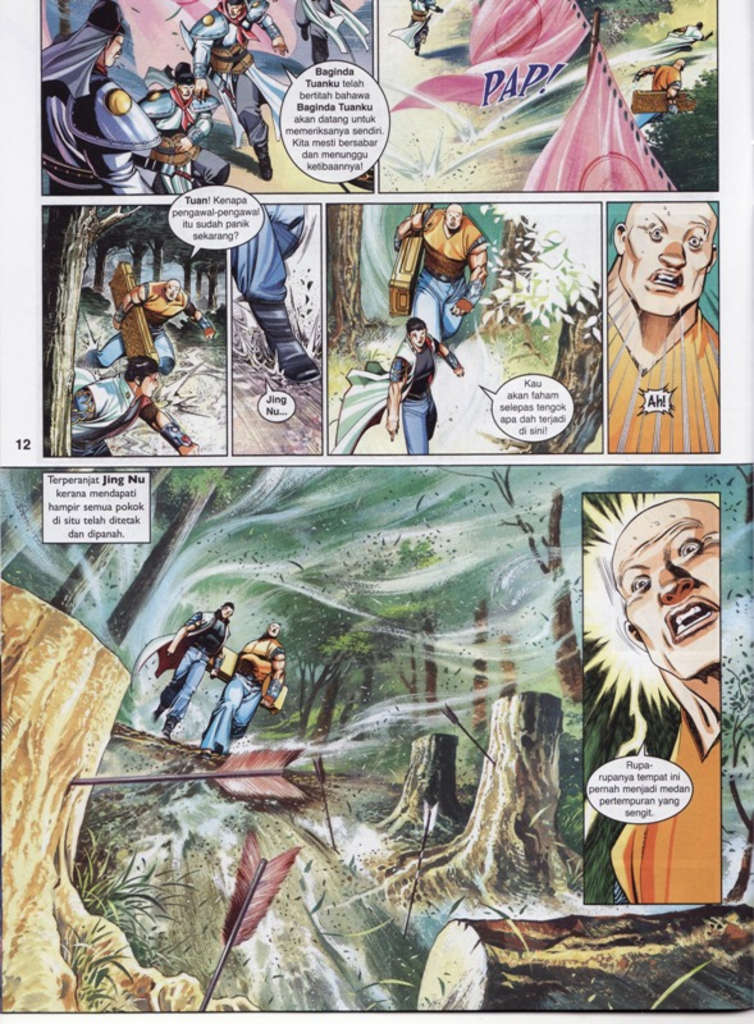 Baginda
Tuanku telah
bertitah bahawa
Baginda Tuanku
akan datang untuk
memeriksanya sendiri.
Kita mesti bersabar
dan menunggu
ketibaannya!
PAP!
Tuan! Kenapa
pengawal-pengawal
itu sudah panik
sekarang?
Jing
Nu...
Kau
akan faham
selepas tengok
apa dah terjadi
di sini!
Ah!
12
Terperanjat Jing Nu
kerana mendapati
hampir semua pokok
di situ telah ditetak
dan dipanah.
Rupa-
rupanya tempat ini
pernah menjadi medan
pertempuran yang
sengit.